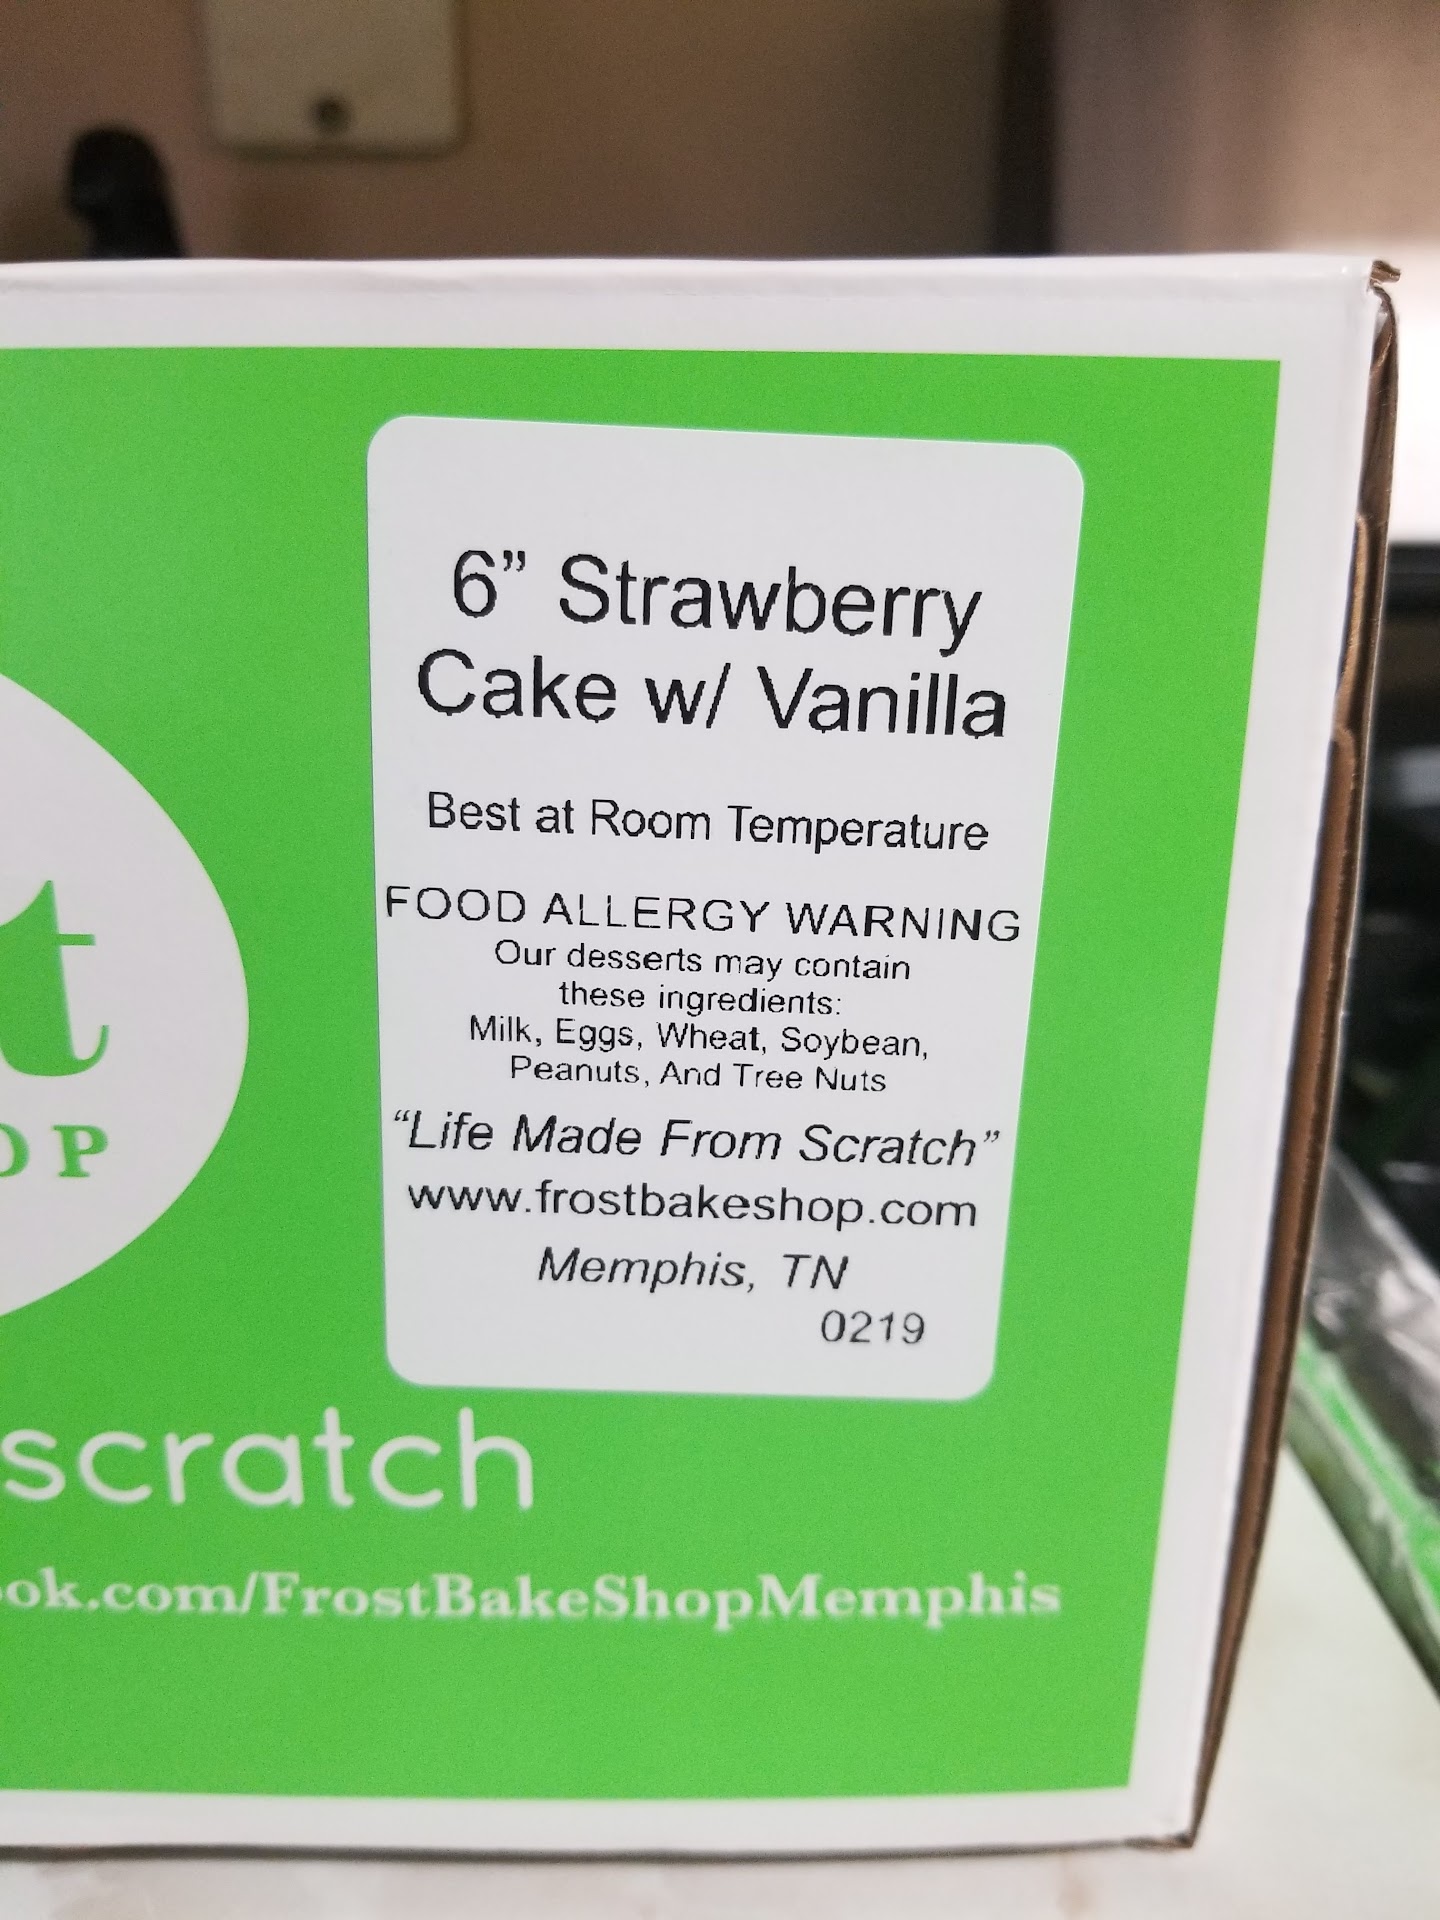 6” Strawberry
Cake w/ Vanilla
Best at Room Temperature
FOOD ALLERGY WARNING
Our desserts may contain
these ingredients:
Milk, Eggs, Wheat, Soybean,
Peanuts, And Tree Nuts
“Life Made From Scratch”
www.frostbakeshop.com
Memphis, TN
0219
t
OP
scratch
ok.com/FrostBakeShopMemphis